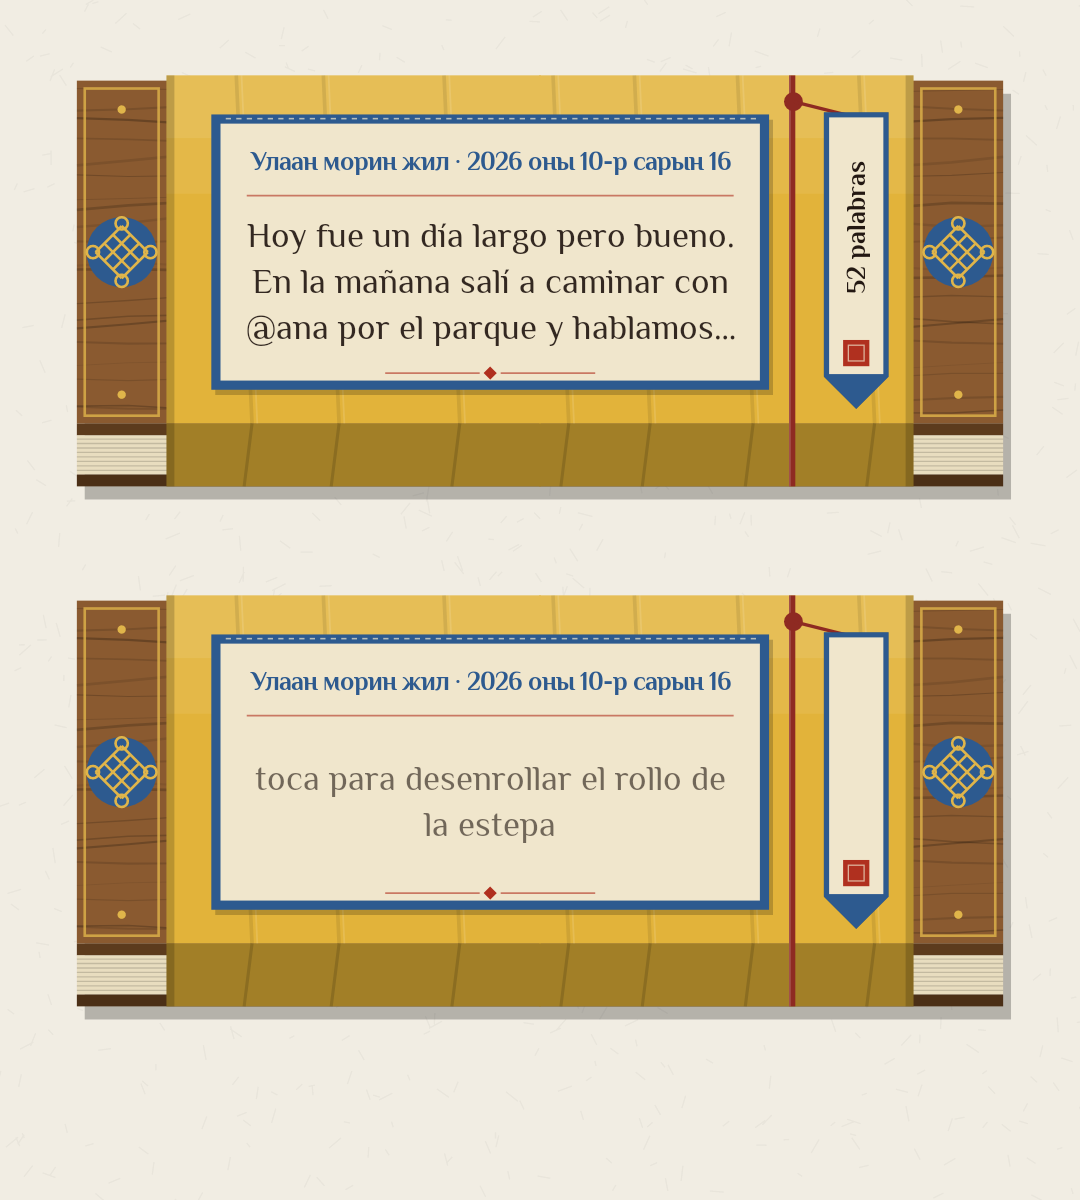 Улаан морин жил · 2026 оны 10-р сарын 16
Hoy fue un día largo pero bueno.
En la mañana salí a caminar con
@ana por el parque y hablamos...
52 palabras
Улаан морин жил · 2026 оны 10-р сарын 16
toca para desenrollar el rollo de
la estepa